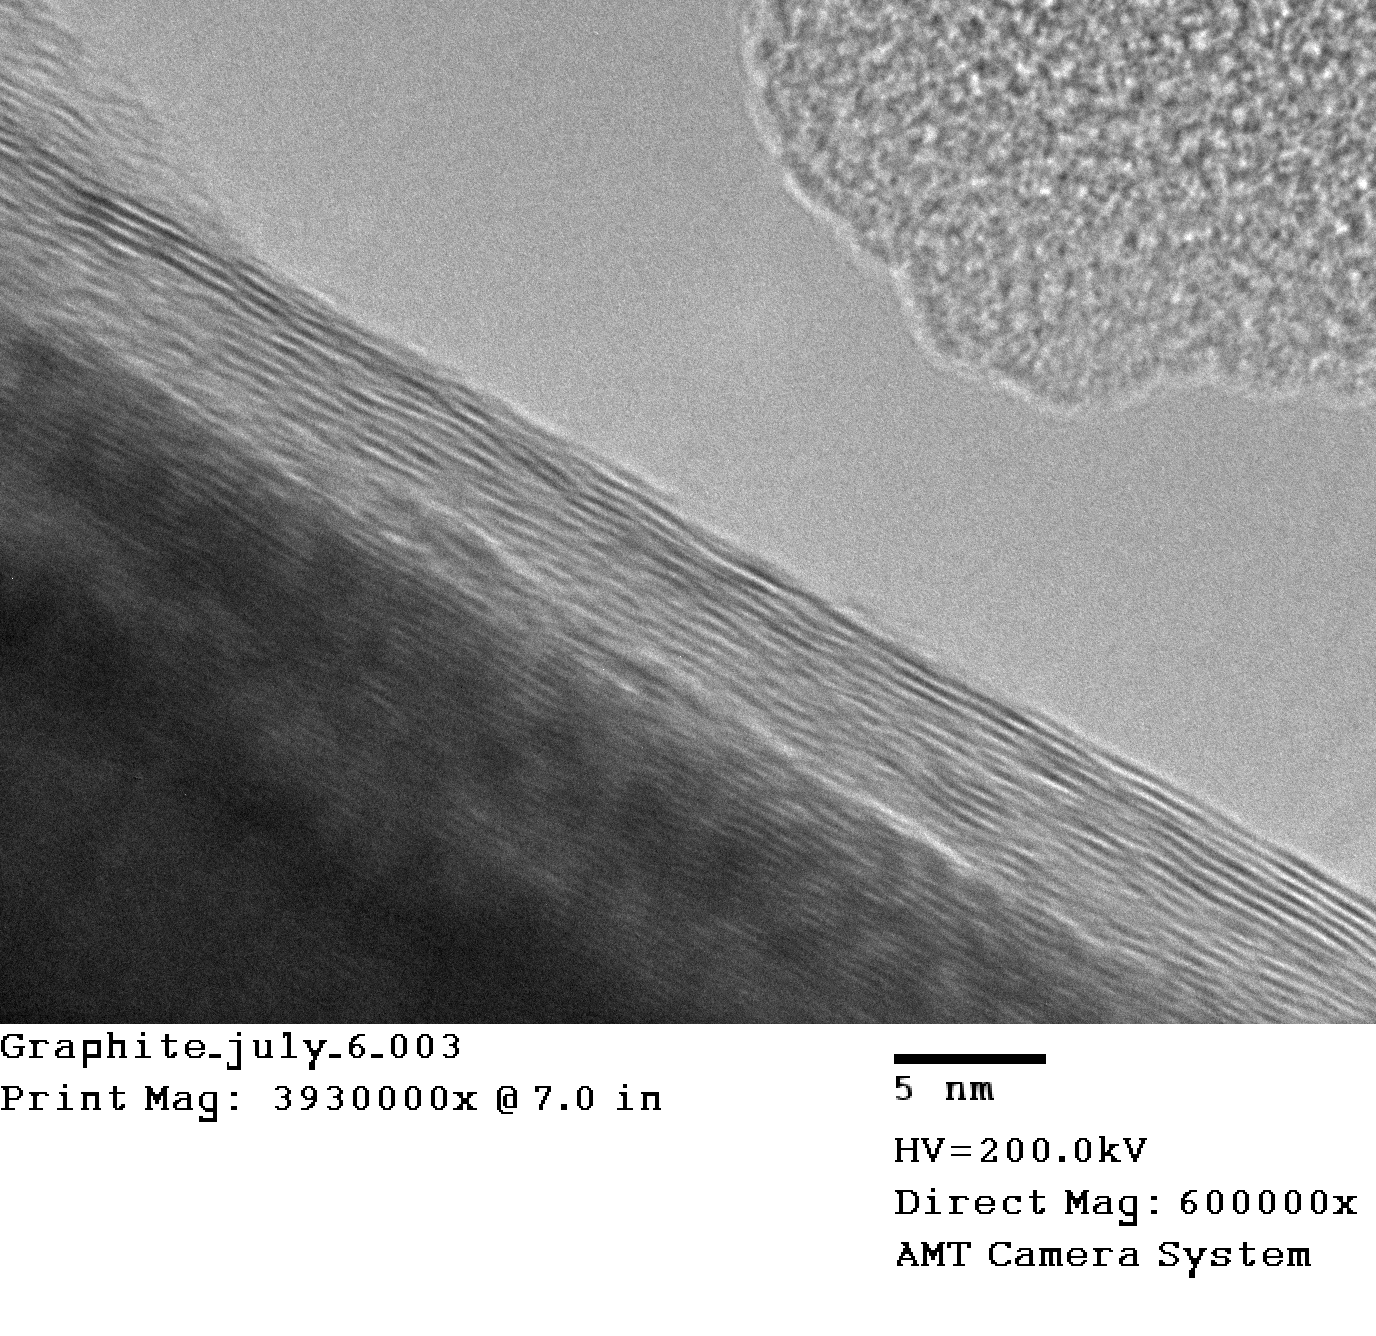 Graphite_july_6_003
Print Mag: 3930000x @ 7.0 in
5 nm
HV=200.0kV
Direct Mag: 600000x
AMT Camera System